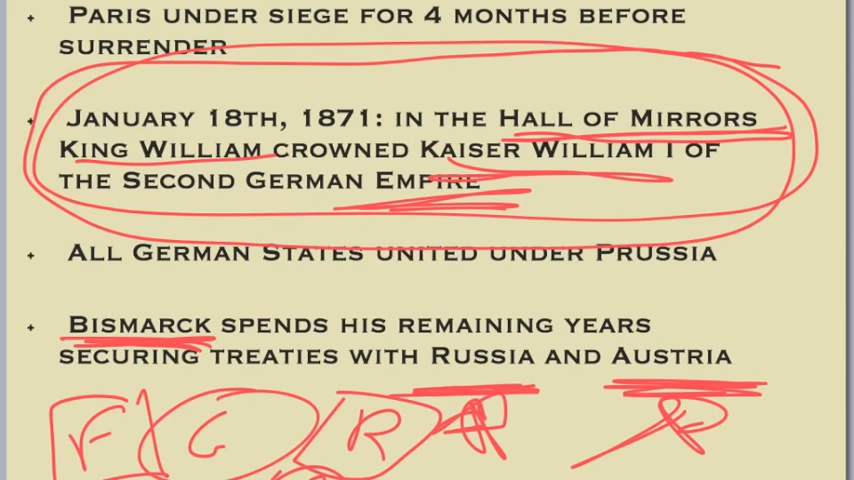 + PARIS UNDER SIEGE FOR 4 MONTHS BEFORE
SURRENDER
+ JANUARY 18TH, 1871: IN THE HALL OF MIRRORS
KING WILLIAM CROWNED KAISER WILLIAM I OF
THE SECOND GERMAN EMPIRE
+ ALL GERMAN STATES UNITED UNDER PRUSSIA
+ BISMARCK SPENDS HIS REMAINING YEARS
SECURING TREATIES WITH RUSSIA AND AUSTRIA
F G R